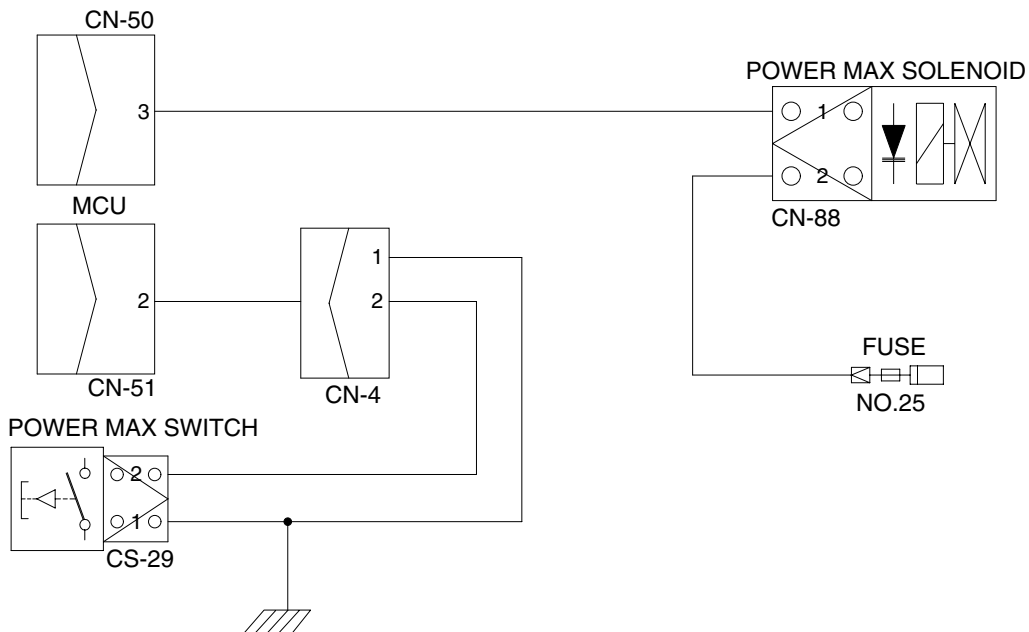 CN-50
POWER MAX SOLENOID
3
1
2
MCU
CN-88
1
2
2
FUSE
CN-51
CN-4
NO.25
POWER MAX SWITCH
2
1
CS-29